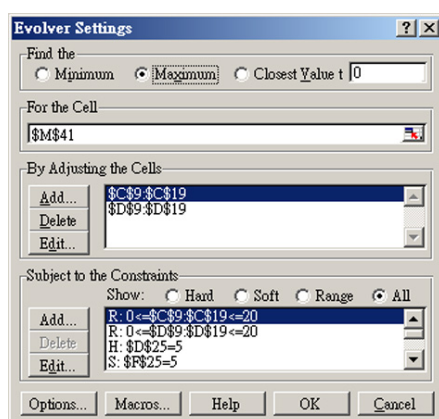 Evolver Settings
Find the
Minimum Maximum Closest Value t 0
For the Cell
$M$41
By Adjusting the Cells
Add... $C$9:$C$19
Delete $D$9:$D$19
Edit...
Subject to the Constraints
Show: Hard Soft Range All
Add... R: 0<=$C$9:$C$19<=20
Delete R: 0<=$D$9:$D$19<=20
H: $D$25=5
Edit... S: $F$25=5
Options... Macros... Help OK Cancel